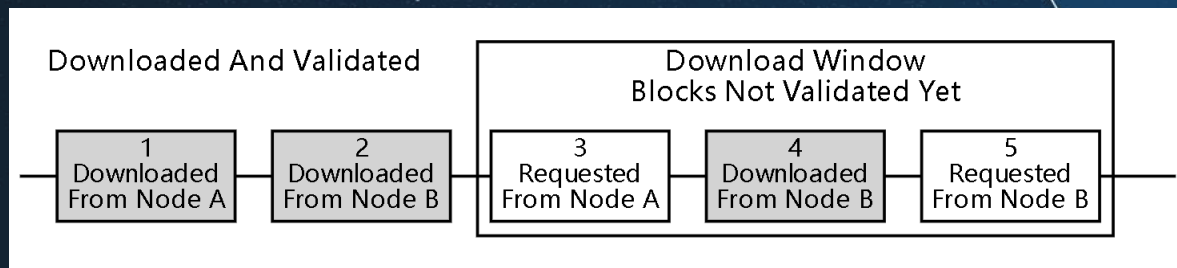 Downloaded And Validated
Download Window
Blocks Not Validated Yet
1
Downloaded
From Node A
2
Downloaded
From Node B
3
Requested
From Node A
4
Downloaded
From Node B
5
Requested
From Node B